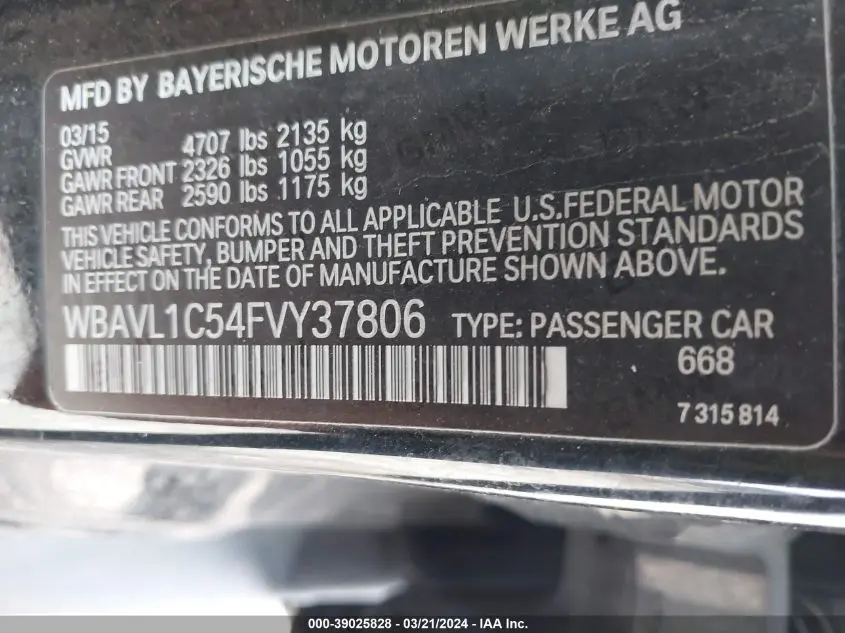 MFD BY BAYERISCHE MOTOREN WERKE AG
03/15
GVWR 4707 lbs 2135 kg
GAWR FRONT 2326 lbs 1055 kg
GAWR REAR 2590 lbs 1175 kg
THIS VEHICLE CONFORMS TO ALL APPLICABLE U.S.FEDERAL MOTOR
VEHICLE SAFETY, BUMPER AND THEFT PREVENTION STANDARDS
IN EFFECT ON THE DATE OF MANUFACTURE SHOWN ABOVE.
WBAVL1C54FVY37806 TYPE: PASSENGER CAR
668
7 315 814
000-39025828 - 03/21/2024 - IAA Inc.